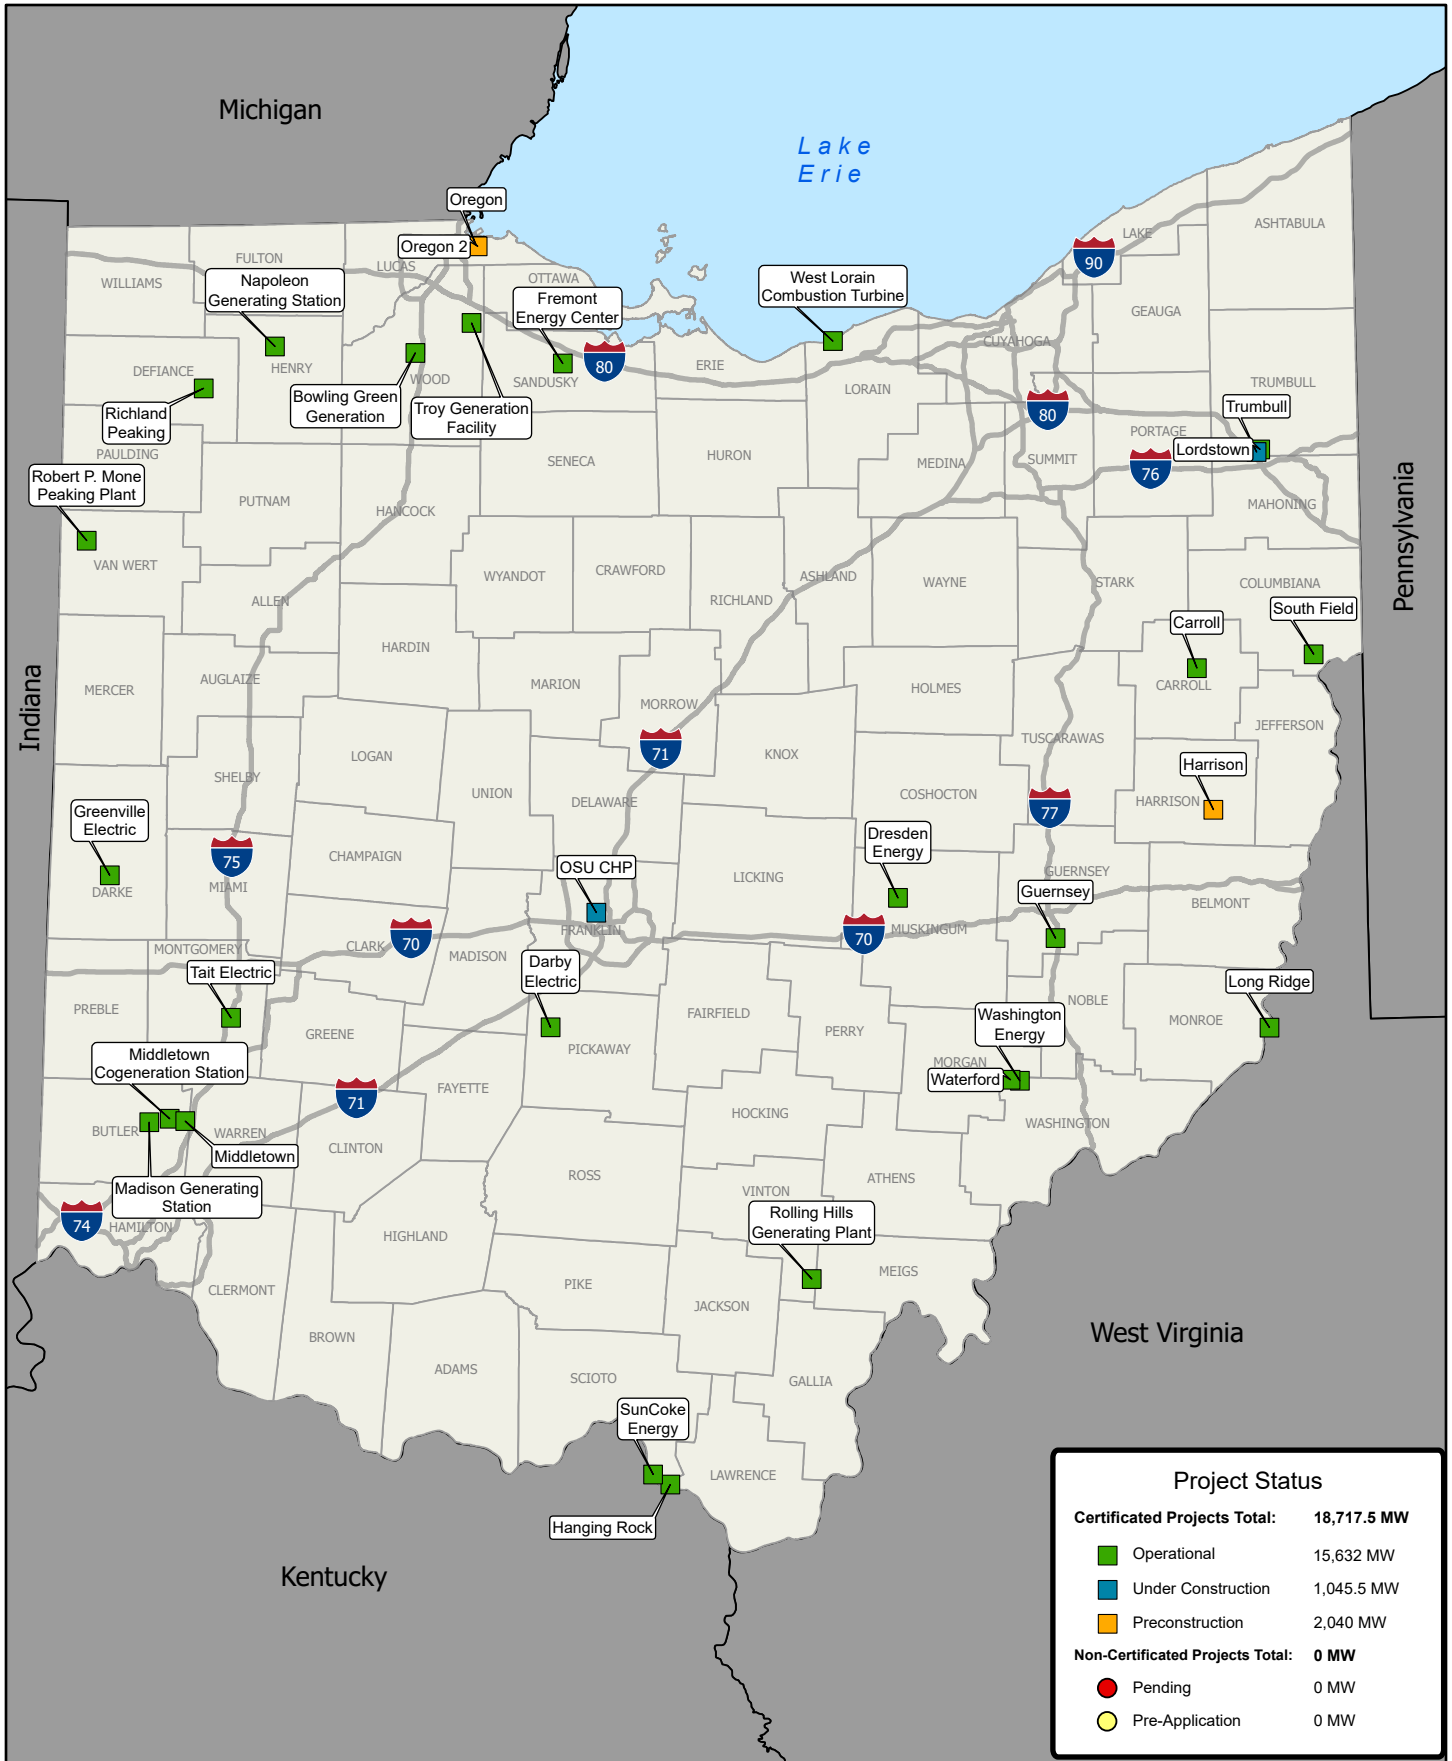 Michigan
Lake
Erie
Oregon
Oregon 2
ASHTABULA
LAKE
90
FULTON
LUCAS
WILLIAMS
OTTAWA
Napoleon
Generating Station
Fremont
Energy Center
West Lorain
Combustion Turbine
GEAUGA
CUYAHOGA
80
ERIE
DEFIANCE
HENRY
WOOD
SANDUSKY
LORAIN
TRUMBULL
Richland
Peaking
Bowling Green
Generation
Troy Generation
Facility
80
Trumbull
Lordstown
PORTAGE
PAULDING
SENECA
HURON
MEDINA
SUMMIT
76
Robert P. Mone
Peaking Plant
PUTNAM
HANCOCK
MAHONING
Pennsylvania
VAN WERT
WYANDOT
CRAWFORD
ASHLAND
WAYNE
STARK
COLUMBIANA
ALLEN
RICHLAND
South Field
Carroll
HARDIN
Indiana
MERCER
AUGLAIZE
MARION
MORROW
HOLMES
CARROLL
JEFFERSON
TUSCARAWAS
71
LOGAN
KNOX
SHELBY
Harrison
UNION
DELAWARE
COSHOCTON
HARRISON
77
Greenville
Electric
75
CHAMPAIGN
Dresden
Energy
OSU CHP
LICKING
GUERNSEY
Guernsey
DARKE
MIAMI
BELMONT
FRANKLIN
70
MUSKINGUM
CLARK
70
MONTGOMERY
MADISON
Tait Electric
Darby
Electric
Long Ridge
PREBLE
NOBLE
MONROE
FAIRFIELD
Washington
Energy
GREENE
PERRY
PICKAWAY
MORGAN
Waterford
Middletown
Cogeneration Station
FAYETTE
71
HOCKING
WASHINGTON
BUTLER
WARREN
CLINTON
Middletown
ROSS
ATHENS
VINTON
Madison Generating
Station
74
HAMILTON
Rolling Hills
Generating Plant
HIGHLAND
MEIGS
CLERMONT
PIKE
JACKSON
West Virginia
BROWN
ADAMS
SCIOTO
GALLIA
SunCoke
Energy
LAWRENCE
Hanging Rock
Kentucky
Project Status
Certificated Projects Total: 18,717.5 MW
Operational 15,632 MW
Under Construction 1,045.5 MW
Preconstruction 2,040 MW
Non-Certificated Projects Total: 0 MW
Pending 0 MW
Pre-Application 0 MW